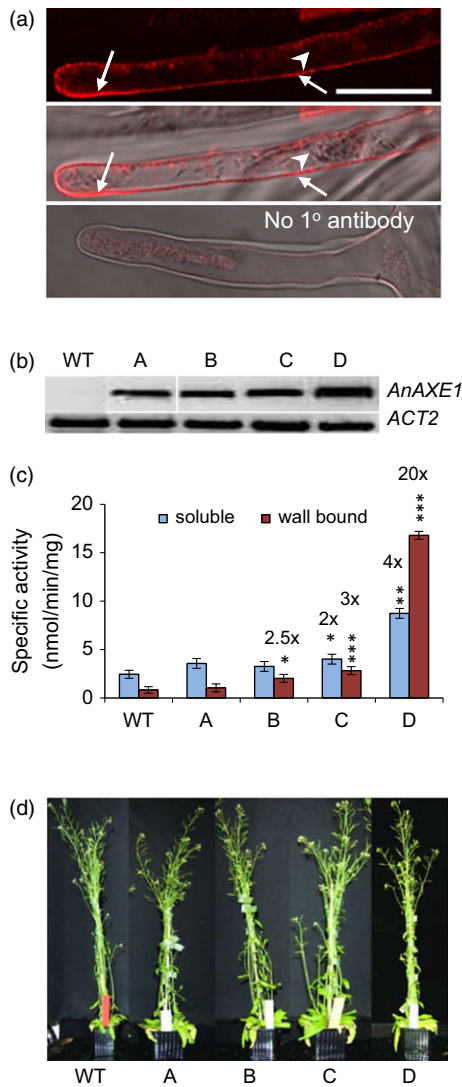 (a)
No 1° antibody
(b)
WT A B C D
AnAXE1
ACT2
(c)
20x
20
soluble
wall bound
4x
***
15
Specific activity
(nmol/min/mg)
**
10
3x
2.5x
2x
***
5
*
*
0
WT A B C D
(d)
WT A B C D